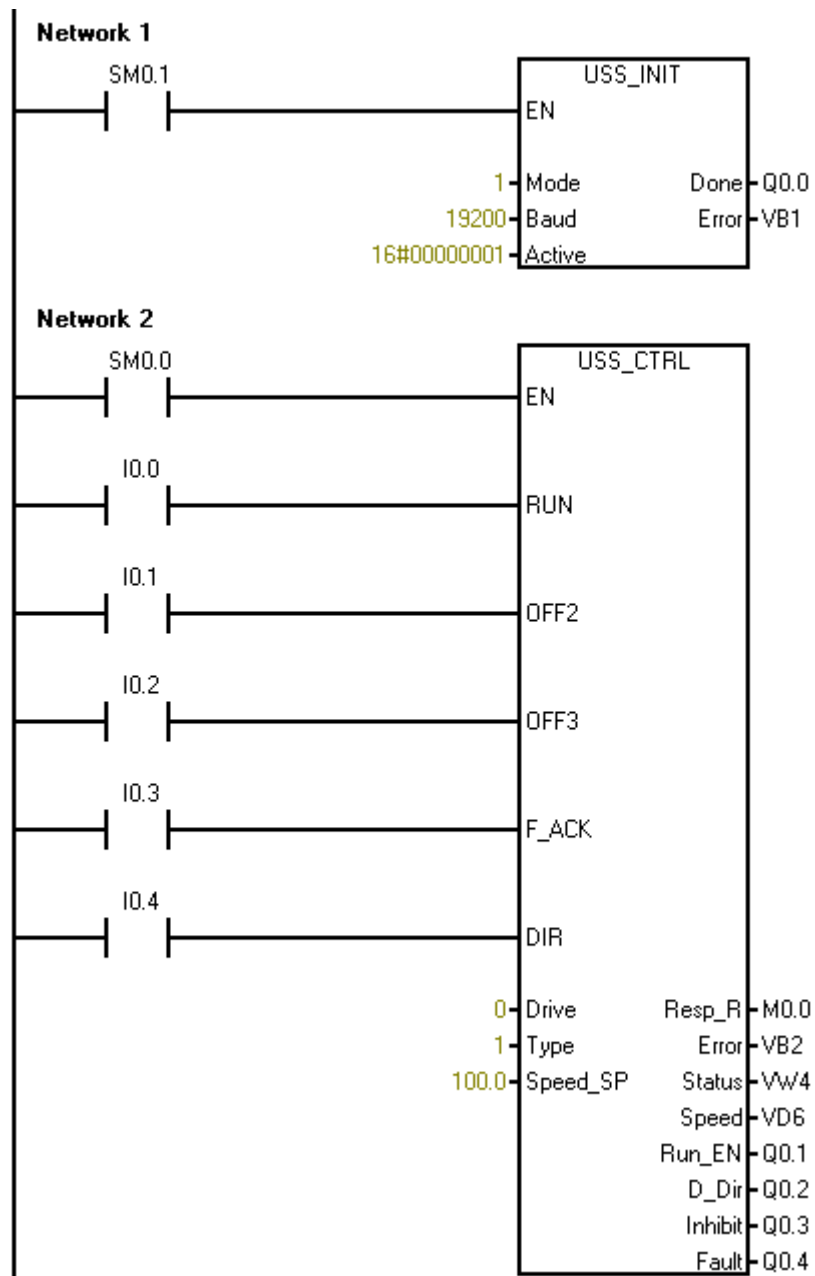 Network 1
SM0.1 USS_INIT
EN
1 Mode Done Q0.0
19200 Baud Error VB1
16#00000001 Active
Network 2
SM0.0 USS_CTRL
EN
I0.0
RUN
I0.1
OFF2
I0.2
OFF3
I0.3
F_ACK
I0.4
DIR
0 Drive Resp_R M0.0
1 Type Error VB2
100.0 Speed_SP Status VW4
Speed VD6
Run_EN Q0.1
D_Dir Q0.2
Inhibit Q0.3
Fault Q0.4